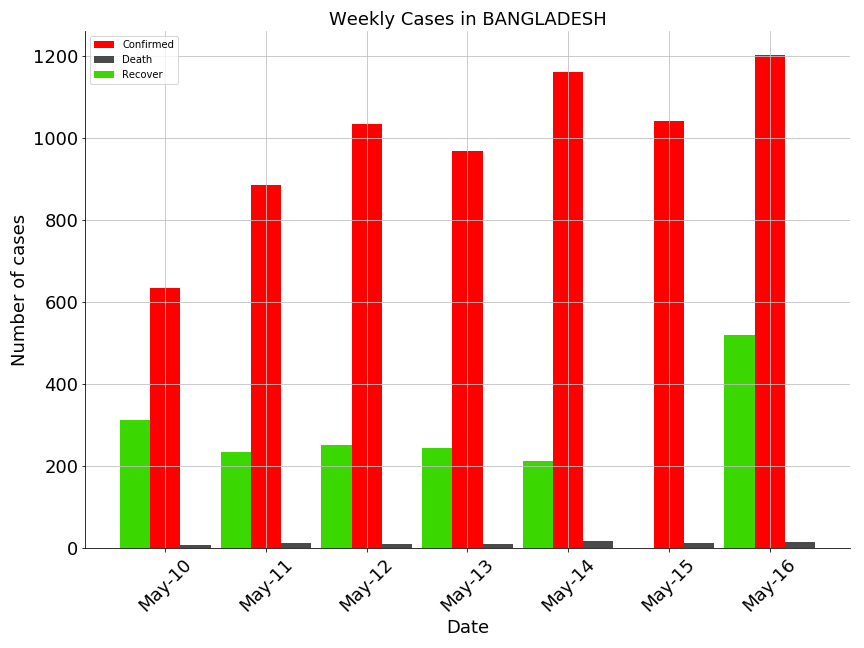 Weekly Cases in BANGLADESH
Confirmed
Death
Recover
Number of cases
1200
1000
800
600
400
200
0
May-10
May-11
May-12
May-13
May-14
May-15
May-16
Date